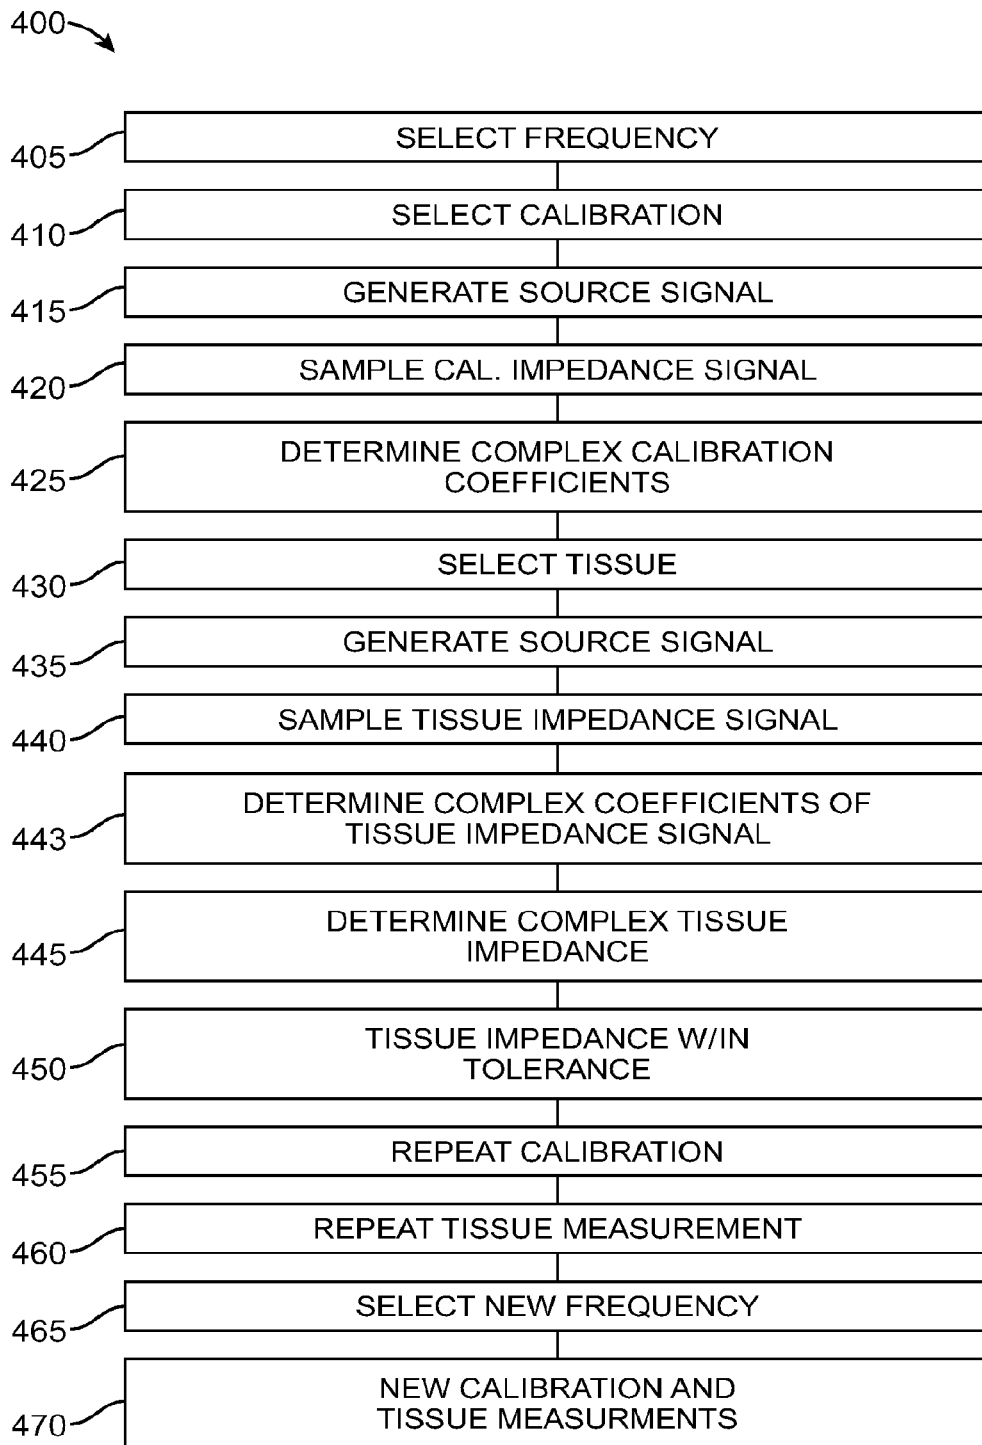 400
405 SELECT FREQUENCY
410 SELECT CALIBRATION
415 GENERATE SOURCE SIGNAL
420 SAMPLE CAL. IMPEDANCE SIGNAL
425 DETERMINE COMPLEX CALIBRATION
COEFFICIENTS
430 SELECT TISSUE
435 GENERATE SOURCE SIGNAL
440 SAMPLE TISSUE IMPEDANCE SIGNAL
443 DETERMINE COMPLEX COEFFICIENTS OF
TISSUE IMPEDANCE SIGNAL
445 DETERMINE COMPLEX TISSUE
IMPEDANCE
450 TISSUE IMPEDANCE W/IN
TOLERANCE
455 REPEAT CALIBRATION
460 REPEAT TISSUE MEASUREMENT
465 SELECT NEW FREQUENCY
470 NEW CALIBRATION AND
TISSUE MEASURMENTS